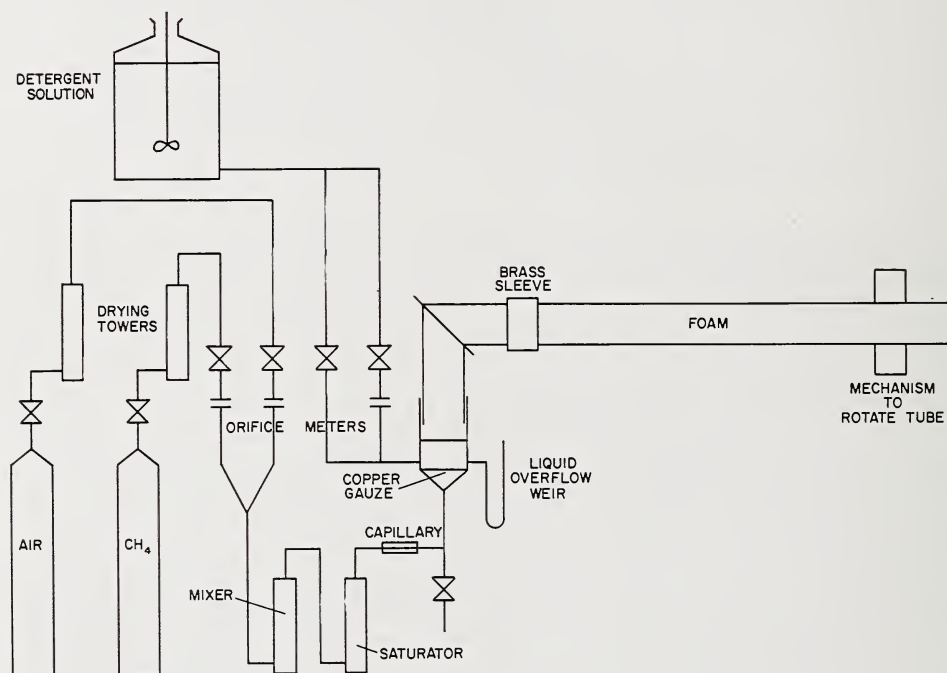 DETERGENT
SOLUTION
BRASS
SLEEVE
FOAM
DRYING
TOWERS
MECHANISM
TO
ROTATE TUBE
ORIFICE METERS
COPPER
GAUZE
LIQUID
OVERFLOW
WEIR
CAPILLARY
AIR
CH₄
MIXER
SATURATOR